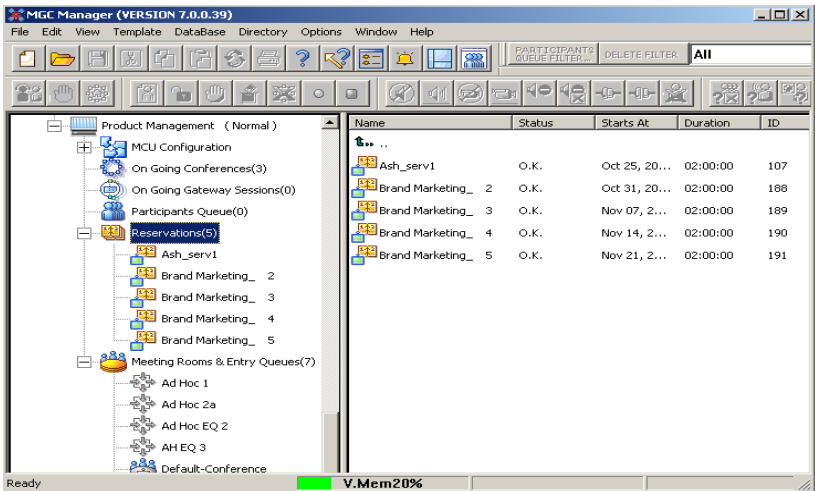 MGC Manager (VERSION 7.0.0.39)
File Edit View Template DataBase Directory Options Window Help
PARTICIPANTS QUEUE FILTER... DELETE FILTER All
Product Management ( Normal )
MCU Configuration
On Going Conferences(3)
On Going Gateway Sessions(0)
Participants Queue(0)
Reservations(5)
Ash_serv1
Brand Marketing_ 2
Brand Marketing_ 3
Brand Marketing_ 4
Brand Marketing_ 5
Meeting Rooms & Entry Queues(7)
Ad Hoc 1
Ad Hoc 2a
Ad Hoc EQ 2
AH EQ 3
Default-Conference
Name Status Starts At Duration ID
..
Ash_serv1 O.K. Oct 25, 20... 02:00:00 107
Brand Marketing_ 2 O.K. Oct 31, 20... 02:00:00 188
Brand Marketing_ 3 O.K. Nov 07, 2... 02:00:00 189
Brand Marketing_ 4 O.K. Nov 14, 2... 02:00:00 190
Brand Marketing_ 5 O.K. Nov 21, 2... 02:00:00 191
Ready V.Mem20%